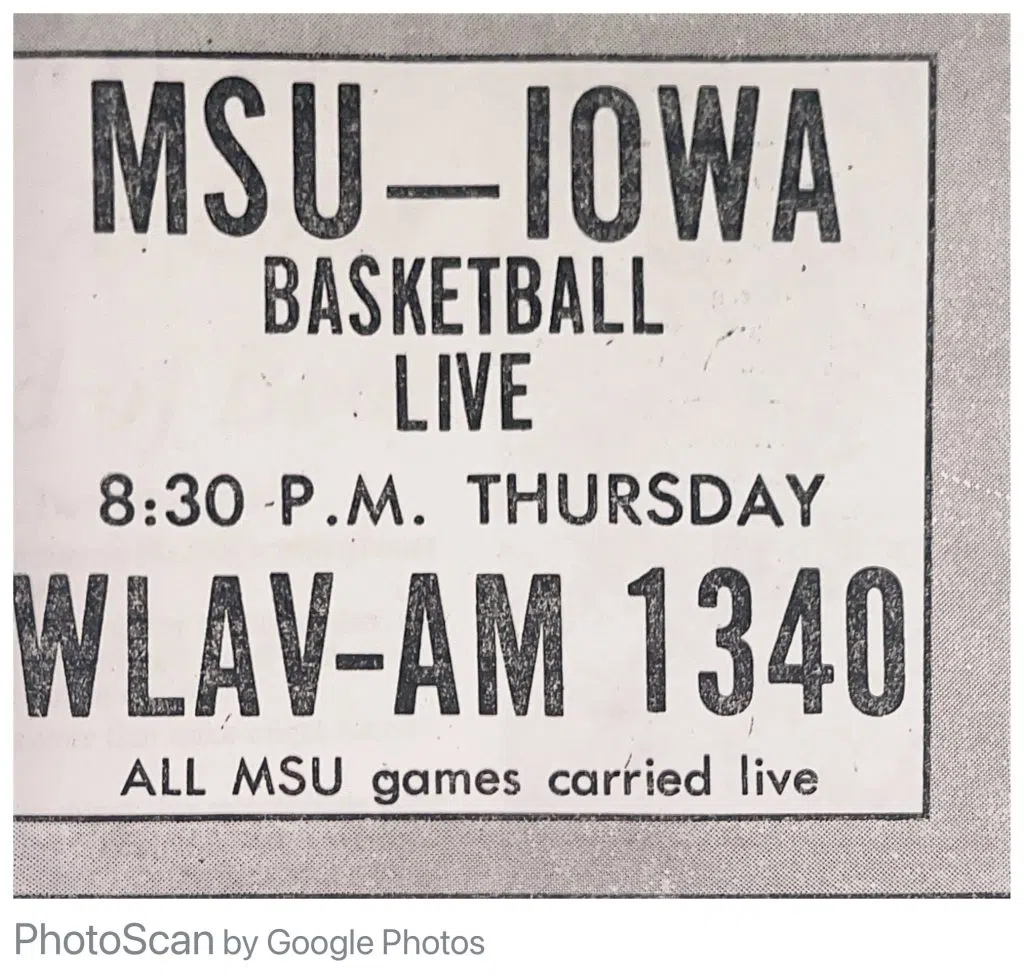 MSU—IOWA
BASKETBALL
LIVE
8:30 P.M. THURSDAY
WLAV-AM 1340
ALL MSU games carried live
PhotoScan by Google Photos